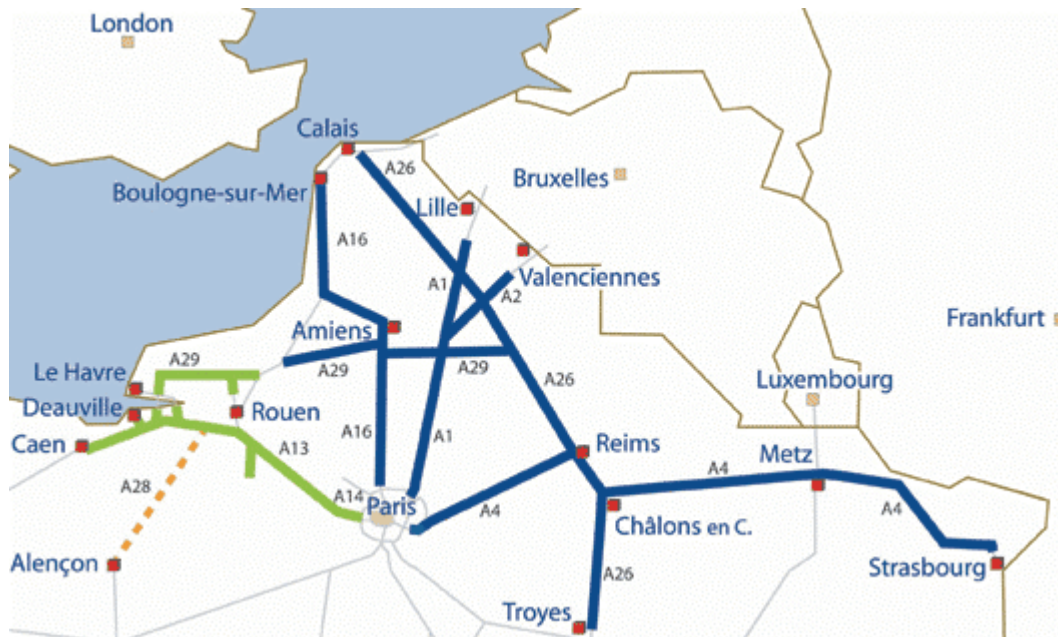 London
Calais
A26
Bruxelles
Boulogne-sur-Mer
Lille
A16
A1
A2
Valenciennes
Amiens
Frankfurt
A29
A29
A29
Le Havre
Luxembourg
A26
Deauville
Rouen
Caen
A13
A16
A1
Reims
Metz
A4
A28
A14
Paris
A4
Châlons en C.
A4
Alençon
A26
Strasbourg
Troyes